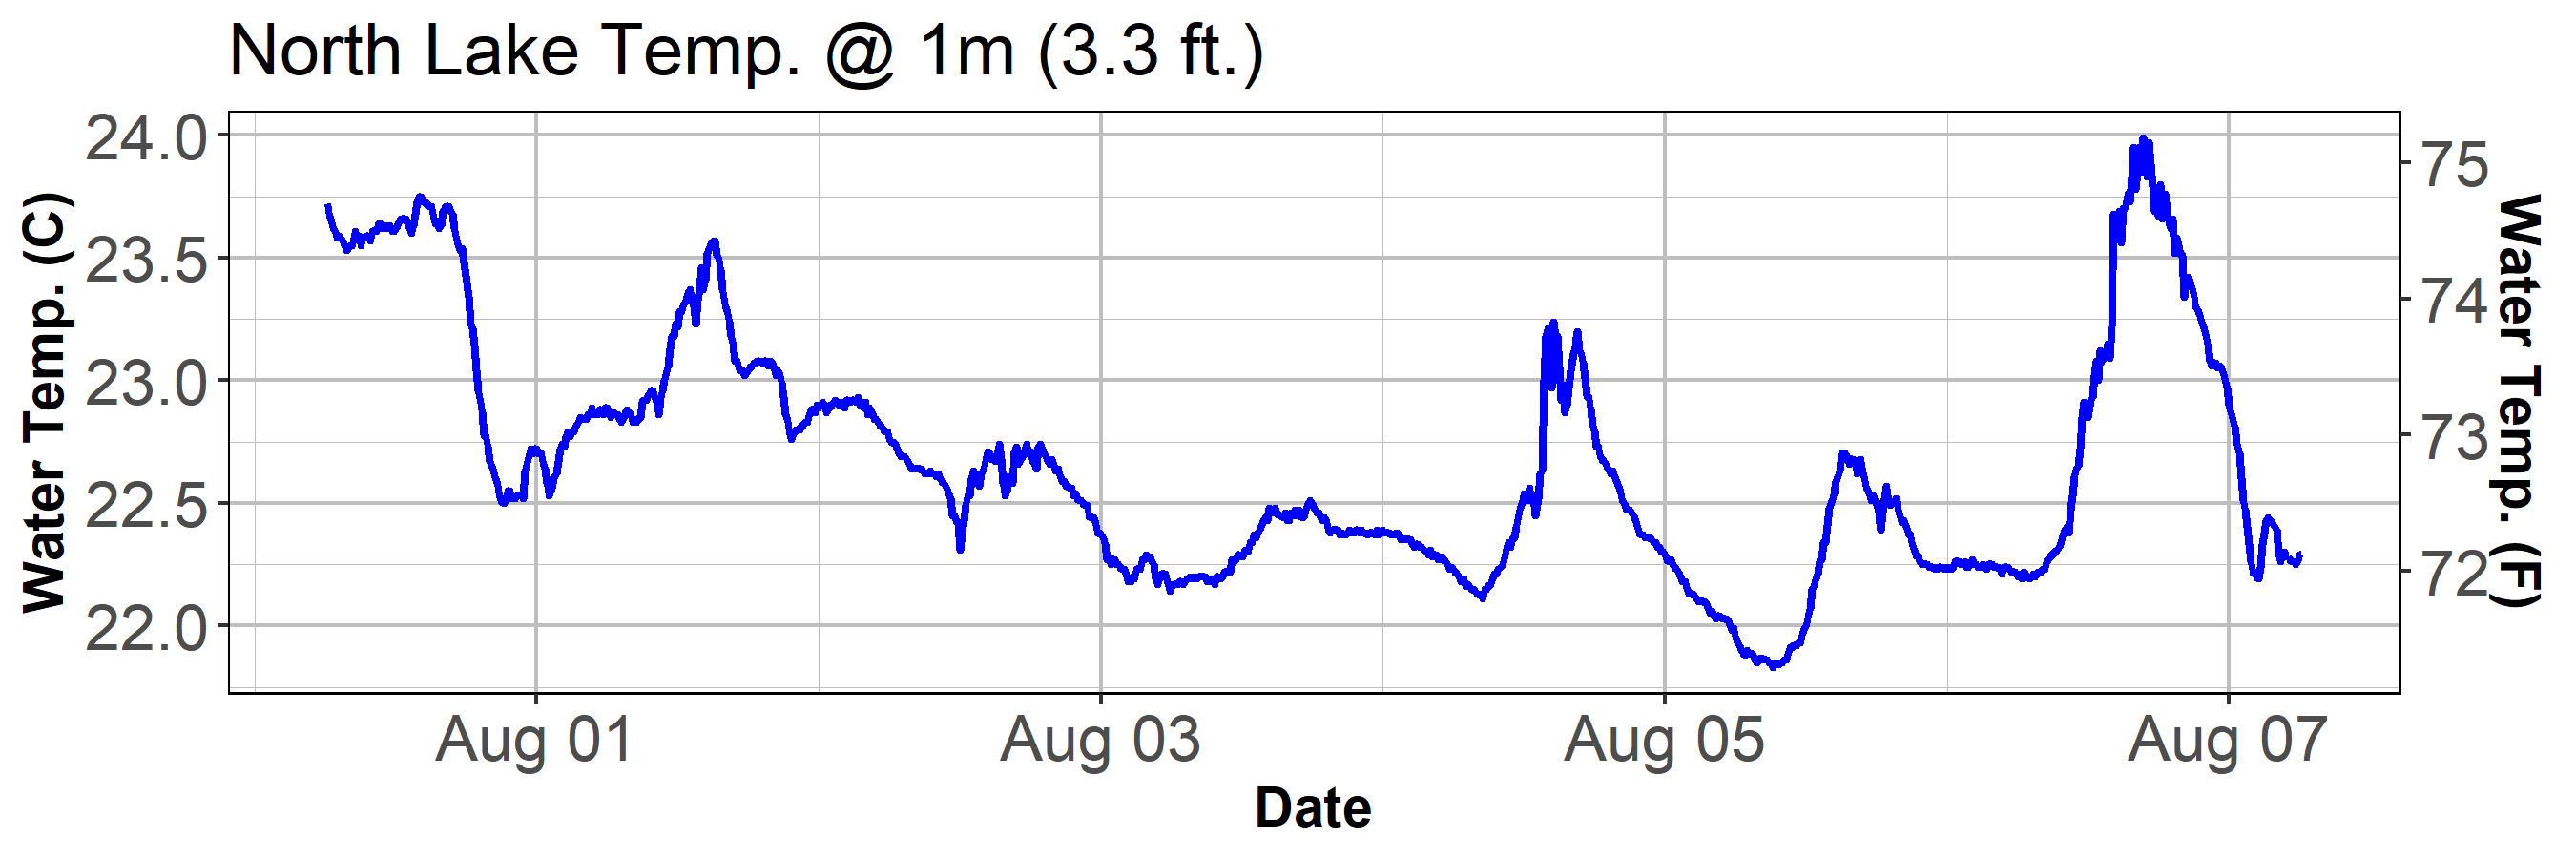 North Lake Temp. @ 1m (3.3 ft.)
Water Temp. (C)
24.0
23.5
23.0
22.5
22.0
75
74
73
72
Water Temp. (F)
Aug 01
Aug 03
Aug 05
Aug 07
Date